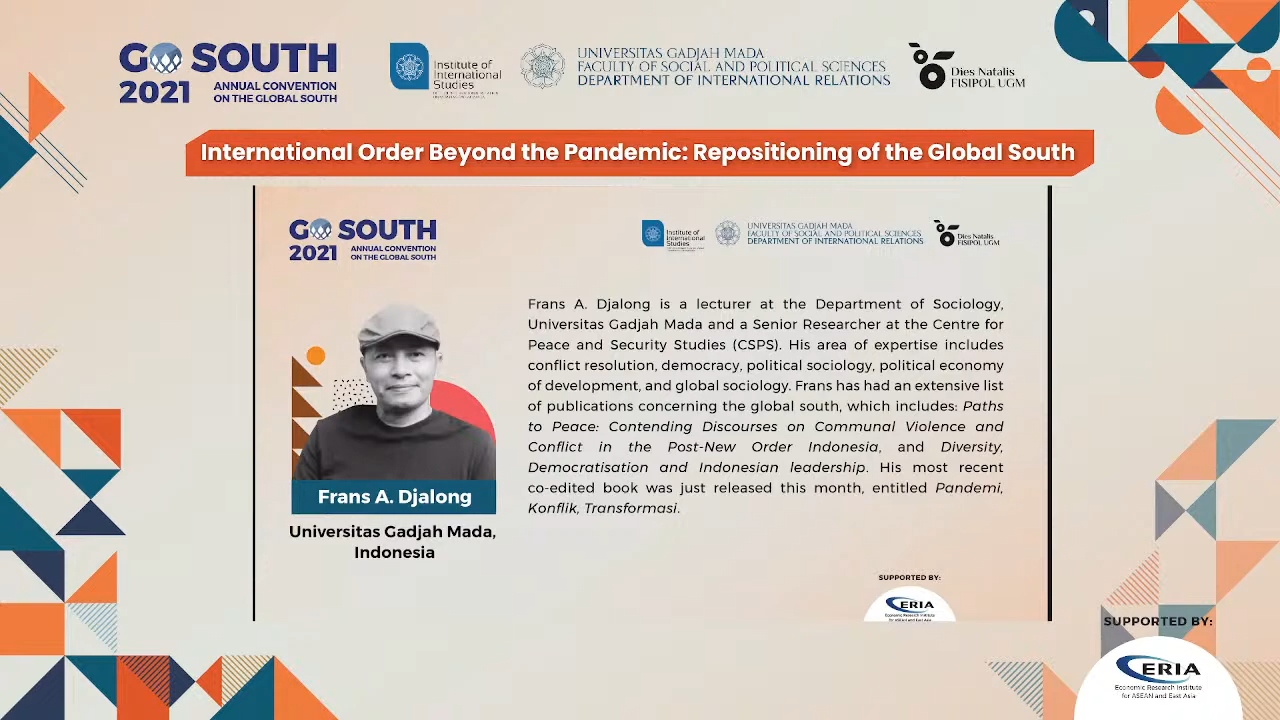 GO SOUTH
2021 ANNUAL CONVENTION
ON THE GLOBAL SOUTH
Institute of
International
Studies
UNIVERSITAS GADJAH MADA
FACULTY OF SOCIAL AND POLITICAL SCIENCES
DEPARTMENT OF INTERNATIONAL RELATIONS
Dies Natalis
FISIPOL UGM
International Order Beyond the Pandemic: Repositioning of the Global South
GO SOUTH
2021 ANNUAL CONVENTION
ON THE GLOBAL SOUTH
Institute of
International
Studies
UNIVERSITAS GADJAH MADA
FACULTY OF SOCIAL AND POLITICAL SCIENCES
DEPARTMENT OF INTERNATIONAL RELATIONS
Dies Natalis
FISIPOL UGM
Frans A. Djalong is a lecturer at the Department of Sociology,
Universitas Gadjah Mada and a Senior Researcher at the Centre for
Peace and Security Studies (CSPS). His area of expertise includes
conflict resolution, democracy, political sociology, political economy
of development, and global sociology. Frans has had an extensive list
of publications concerning the global south, which includes: Paths
to Peace: Contending Discourses on Communal Violence and
Conflict in the Post-New Order Indonesia, and Diversity,
Democratisation and Indonesian leadership. His most recent
co-edited book was just released this month, entitled Pandemi,
Konflik, Transformasi.
Frans A. Djalong
Universitas Gadjah Mada,
Indonesia
SUPPORTED BY:
ERIA
Economic Research Institute
for ASEAN and East Asia
SUPPORTED BY:
ERIA
Economic Research Institute
for ASEAN and East Asia